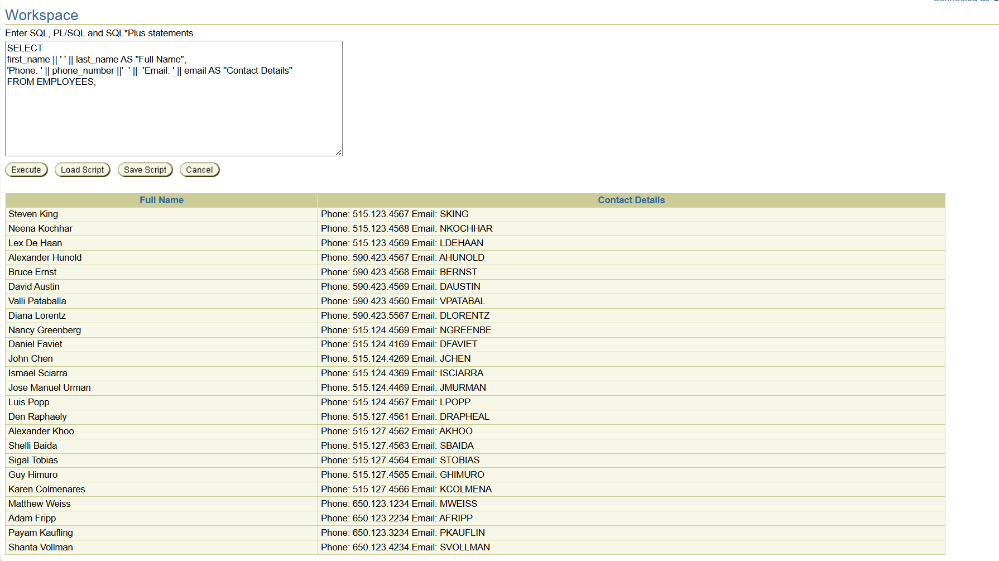 Workspace
Enter SQL, PL/SQL and SQL*Plus statements.
SELECT
first_name || ' ' || last_name AS "Full Name",
'Phone: ' || phone_number ||'  ' ||  'Email: ' || email AS "Contact Details"
FROM EMPLOYEES;
Execute Load Script Save Script Cancel
Full Name Contact Details
Steven King Phone: 515.123.4567 Email: SKING
Neena Kochhar Phone: 515.123.4568 Email: NKOCHHAR
Lex De Haan Phone: 515.123.4569 Email: LDEHAAN
Alexander Hunold Phone: 590.423.4567 Email: AHUNOLD
Bruce Ernst Phone: 590.423.4568 Email: BERNST
David Austin Phone: 590.423.4569 Email: DAUSTIN
Valli Pataballa Phone: 590.423.4560 Email: VPATABAL
Diana Lorentz Phone: 590.423.5567 Email: DLORENTZ
Nancy Greenberg Phone: 515.124.4569 Email: NGREENBE
Daniel Faviet Phone: 515.124.4169 Email: DFAVIET
John Chen Phone: 515.124.4269 Email: JCHEN
Ismael Sciarra Phone: 515.124.4369 Email: ISCIARRA
Jose Manuel Urman Phone: 515.124.4469 Email: JMURMAN
Luis Popp Phone: 515.124.4567 Email: LPOPP
Den Raphaely Phone: 515.127.4561 Email: DRAPHEAL
Alexander Khoo Phone: 515.127.4562 Email: AKHOO
Shelli Baida Phone: 515.127.4563 Email: SBAIDA
Sigal Tobias Phone: 515.127.4564 Email: STOBIAS
Guy Himuro Phone: 515.127.4565 Email: GHIMURO
Karen Colmenares Phone: 515.127.4566 Email: KCOLMENA
Matthew Weiss Phone: 650.123.1234 Email: MWEISS
Adam Fripp Phone: 650.123.2234 Email: AFRIPP
Payam Kaufling Phone: 650.123.3234 Email: PKAUFLIN
Shanta Vollman Phone: 650.123.4234 Email: SVOLLMAN